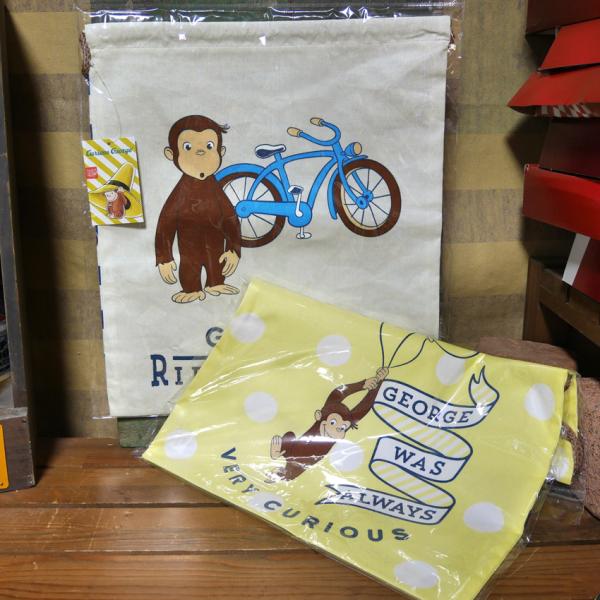 Curious George
G
RI
GEORGE
WAS
ALWAYS
VERY CURIOUS